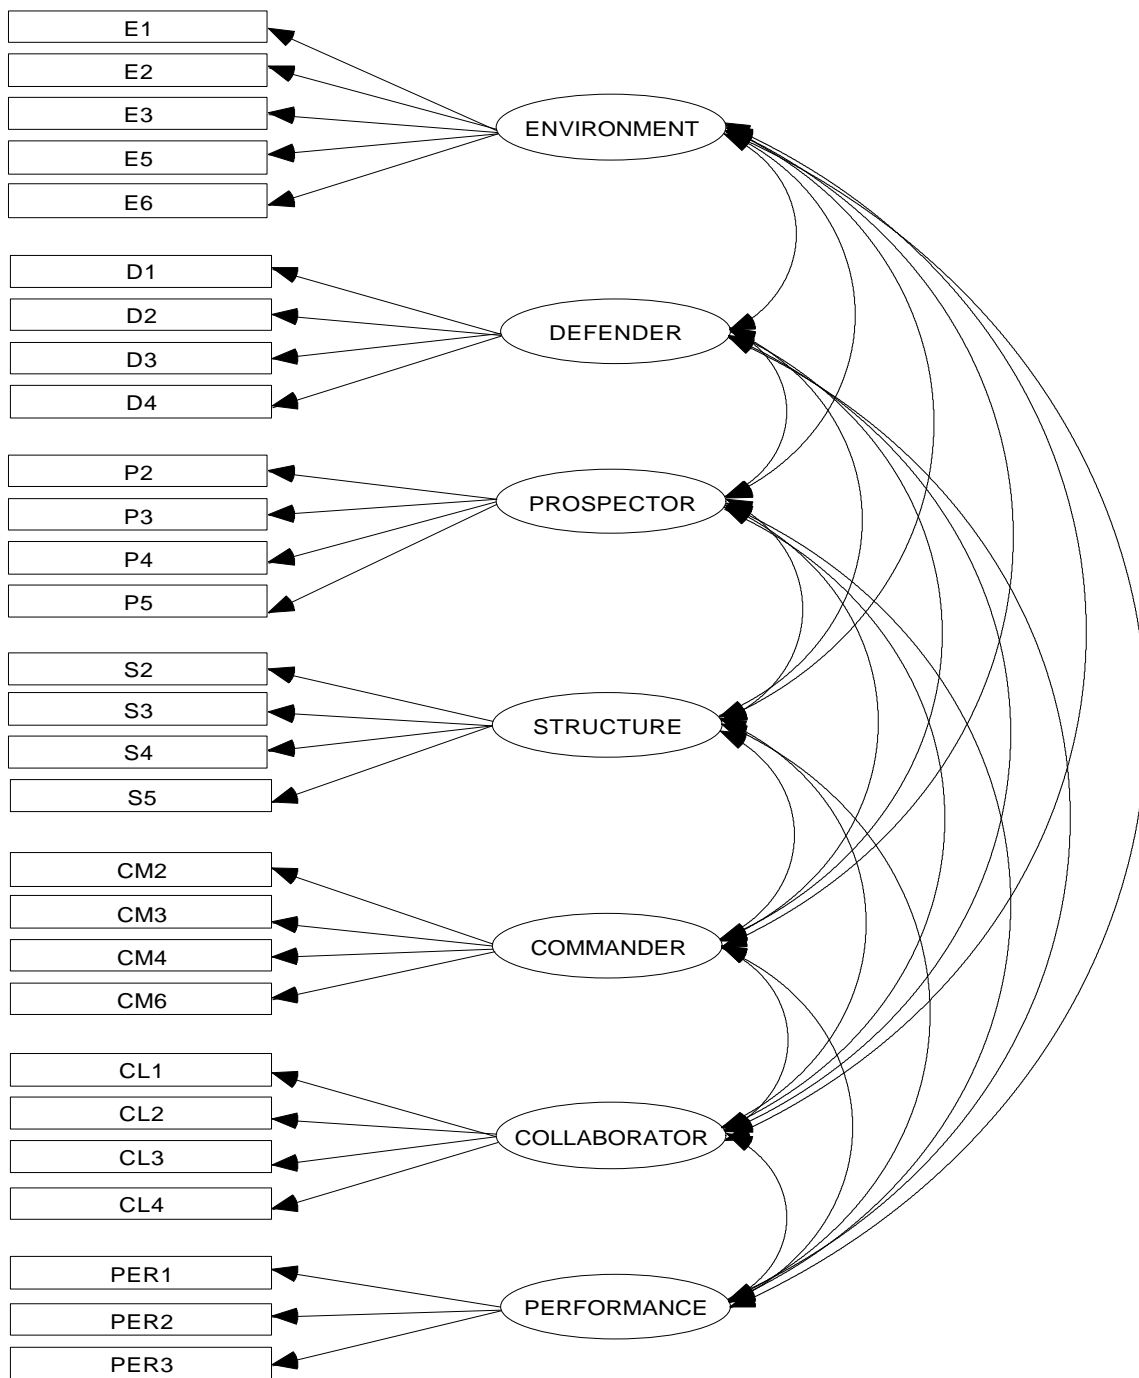 E1
E2
E3
E5
E6
ENVIRONMENT
D1
D2
D3
D4
DEFENDER
P2
P3
P4
P5
PROSPECTOR
S2
S3
S4
S5
STRUCTURE
CM2
CM3
CM4
CM6
COMMANDER
CL1
CL2
CL3
CL4
COLLABORATOR
PER1
PER2
PER3
PERFORMANCE